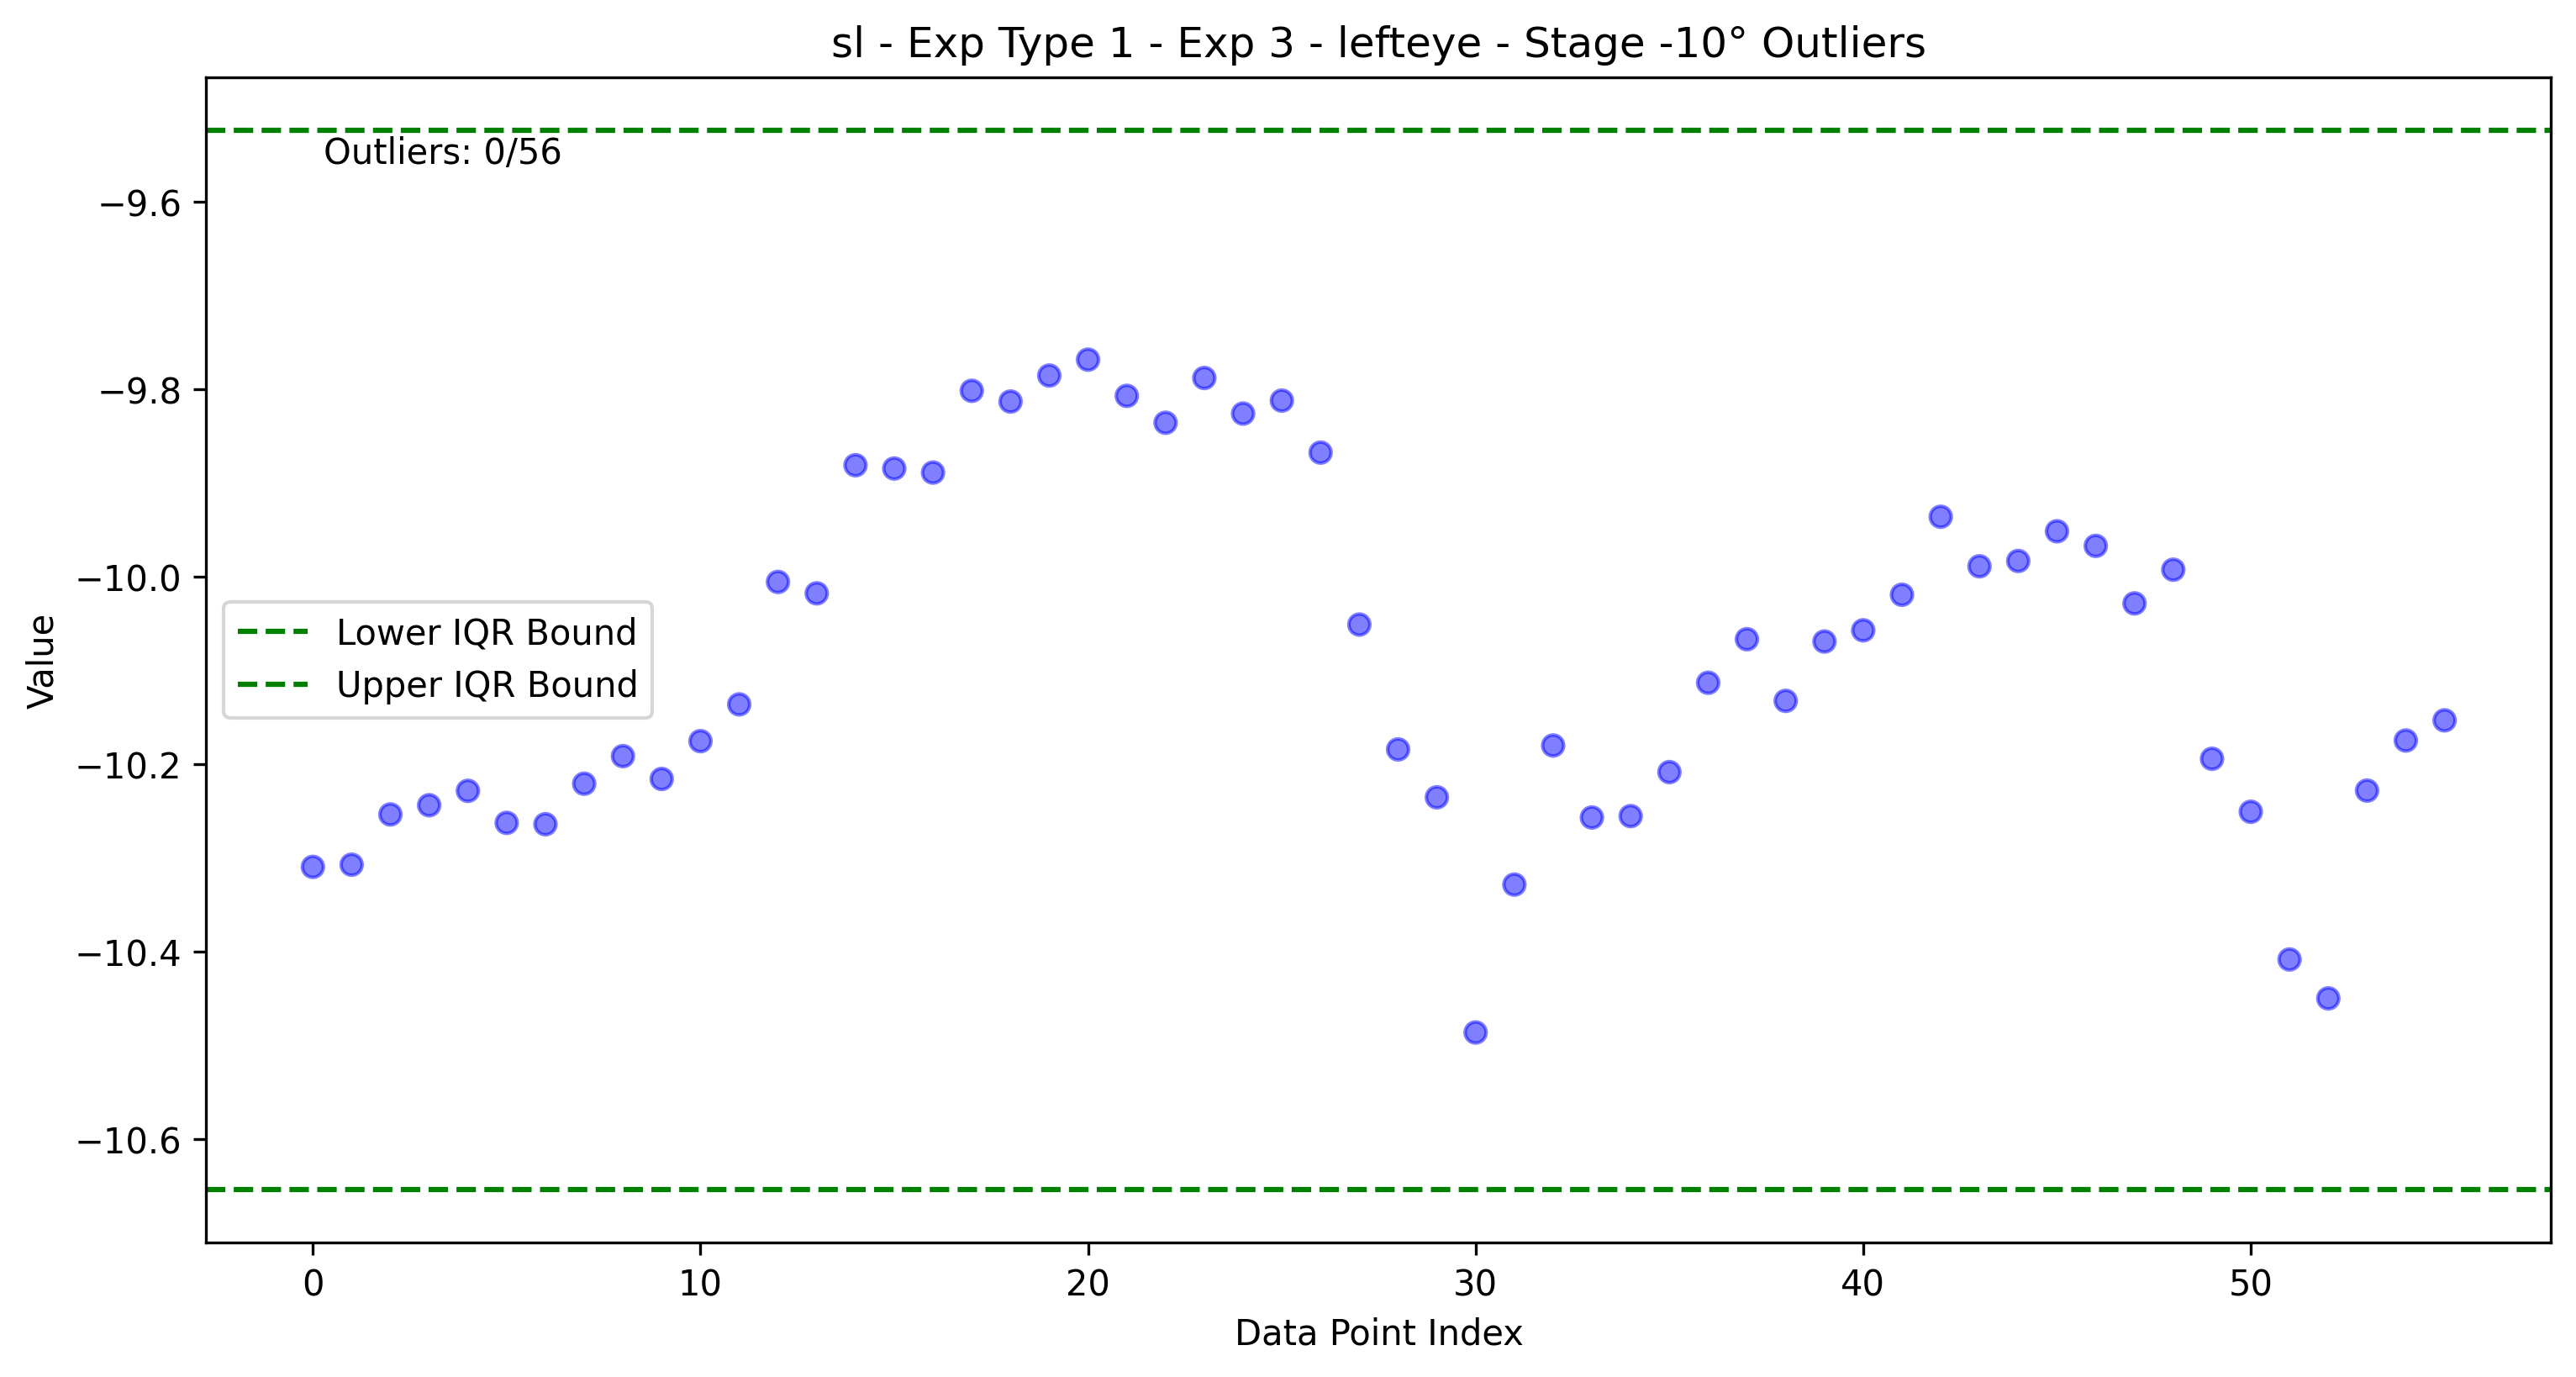 sl - Exp Type 1 - Exp 3 - lefteye - Stage -10° Outliers
Outliers: 0/56
−9.6
−9.8
−10.0
−10.2
−10.4
−10.6
Value
Lower IQR Bound
Upper IQR Bound
0 10 20 30 40 50
Data Point Index